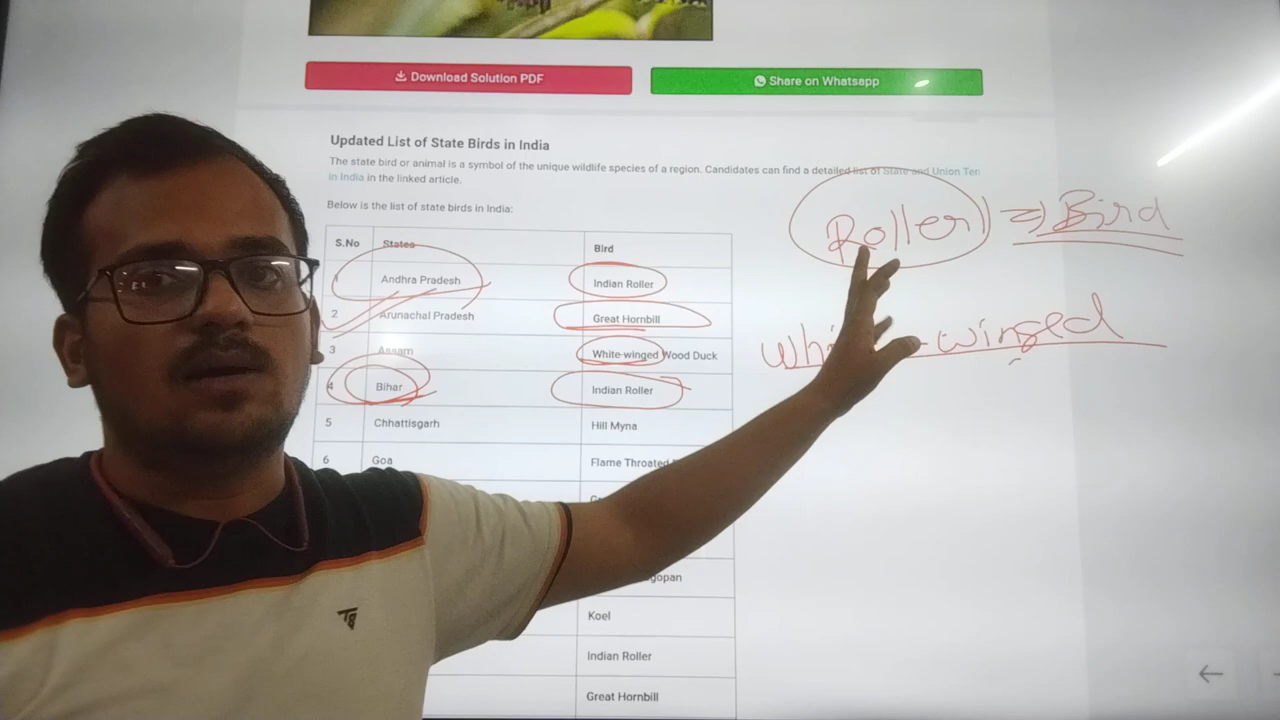 Download Solution PDF
Share on Whatsapp
Updated List of State Birds in India
The state bird or animal is a symbol of the unique wildlife species of a region. Candidates can find a detailed list of State and Union Ter
in India in the linked article.
Below is the list of state birds in India:
S.No States Bird
1 Andhra Pradesh Indian Roller
2 Arunachal Pradesh Great Hornbill
3 Assam White-winged Wood Duck
4 Bihar Indian Roller
5 Chhattisgarh Hill Myna
6 Goa Flame Throated
gopan
Koel
Indian Roller
Great Hornbill
Roller ⇒ Bird
Whi - winged